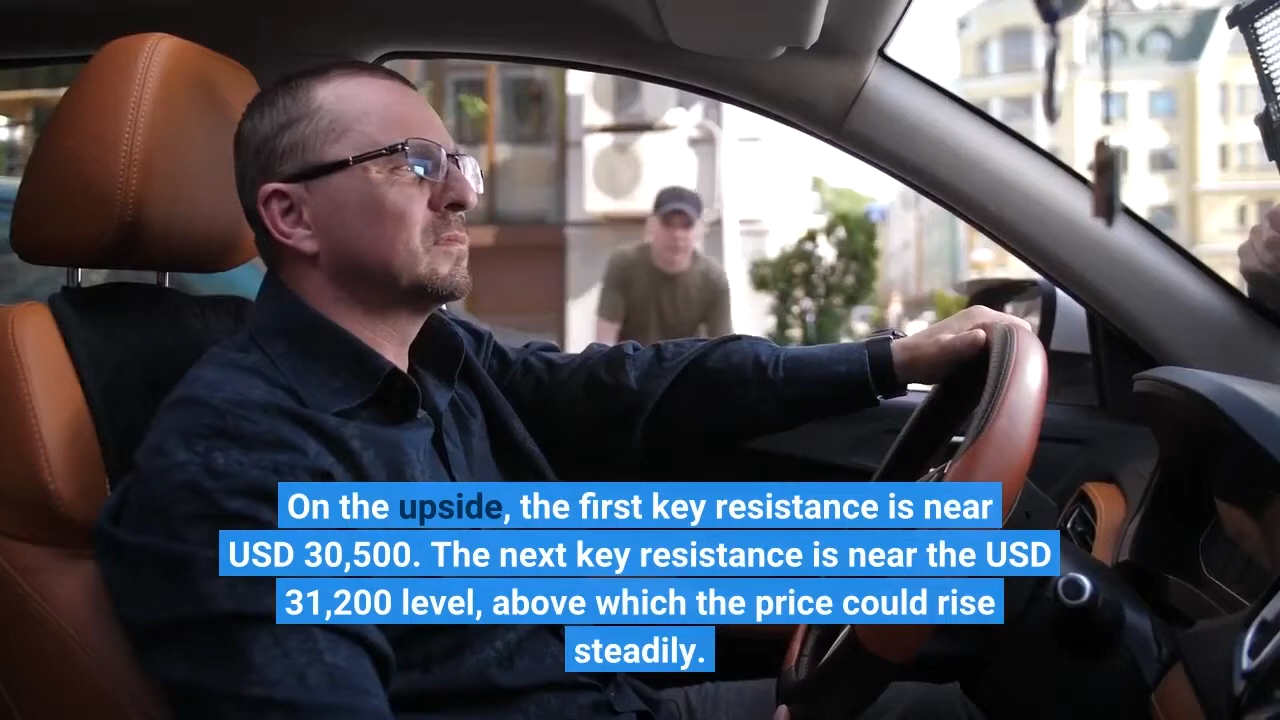 On the upside, the first key resistance is near
USD 30,500. The next key resistance is near the USD
31,200 level, above which the price could rise
steadily.